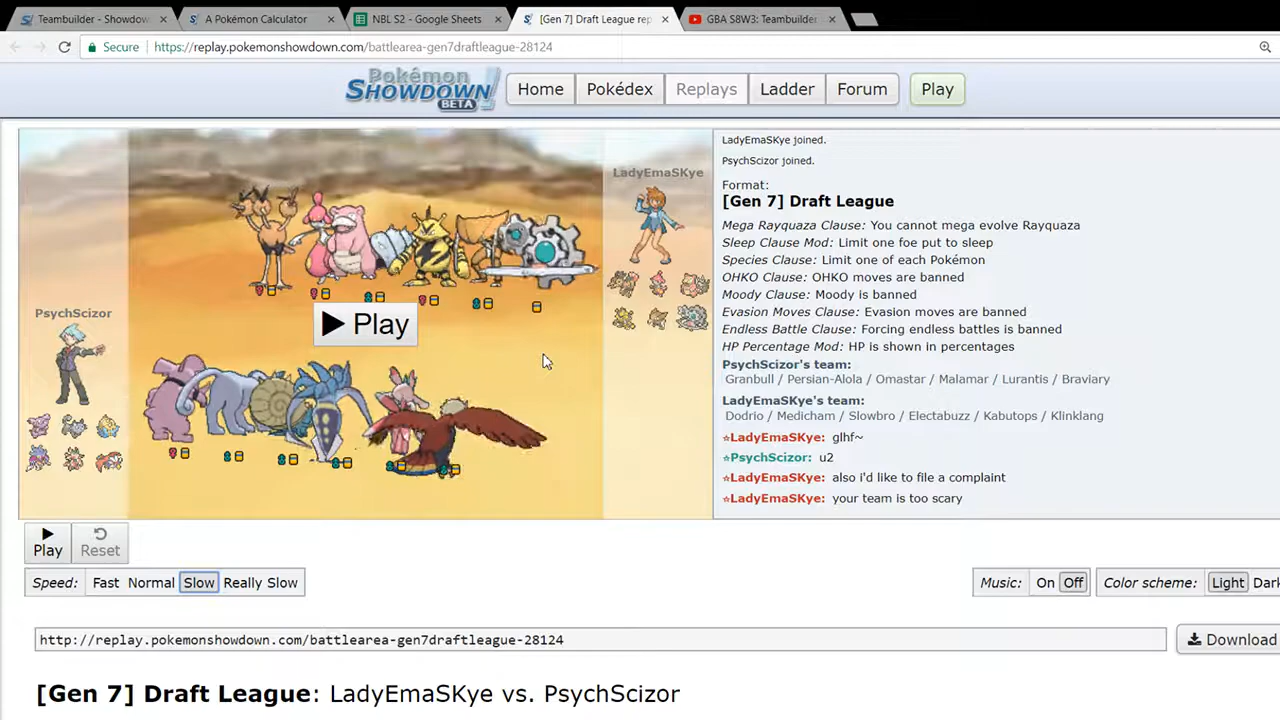 Teambuilder - Showdow
A Pokémon Calculator
NBL S2 - Google Sheets
[Gen 7] Draft League rep
GBA S8W3: Teambuilder
Secure
https://replay.pokemonshowdown.com/battlearea-gen7draftleague-28124
Pokémon
SHOWDOWN!
BETA
Home
Pokédex
Replays
Ladder
Forum
Play
LadyEmaSKye
PsychScizor
Play
LadyEmaSKye joined.
PsychScizor joined.
Format:
[Gen 7] Draft League
Mega Rayquaza Clause: You cannot mega evolve Rayquaza
Sleep Clause Mod: Limit one foe put to sleep
Species Clause: Limit one of each Pokémon
OHKO Clause: OHKO moves are banned
Moody Clause: Moody is banned
Evasion Moves Clause: Evasion moves are banned
Endless Battle Clause: Forcing endless battles is banned
HP Percentage Mod: HP is shown in percentages
PsychScizor's team:
Granbull / Persian-Alola / Omastar / Malamar / Lurantis / Braviary
LadyEmaSKye's team:
Dodrio / Medicham / Slowbro / Electabuzz / Kabutops / Klinklang
☆LadyEmaSKye: glhf~
☆PsychScizor: u2
☆LadyEmaSKye: also i'd like to file a complaint
☆LadyEmaSKye: your team is too scary
Play
Reset
Speed: Fast Normal Slow Really Slow
Music: On Off
Color scheme: Light Dark
http://replay.pokemonshowdown.com/battlearea-gen7draftleague-28124
Download
[Gen 7] Draft League: LadyEmaSKye vs. PsychScizor